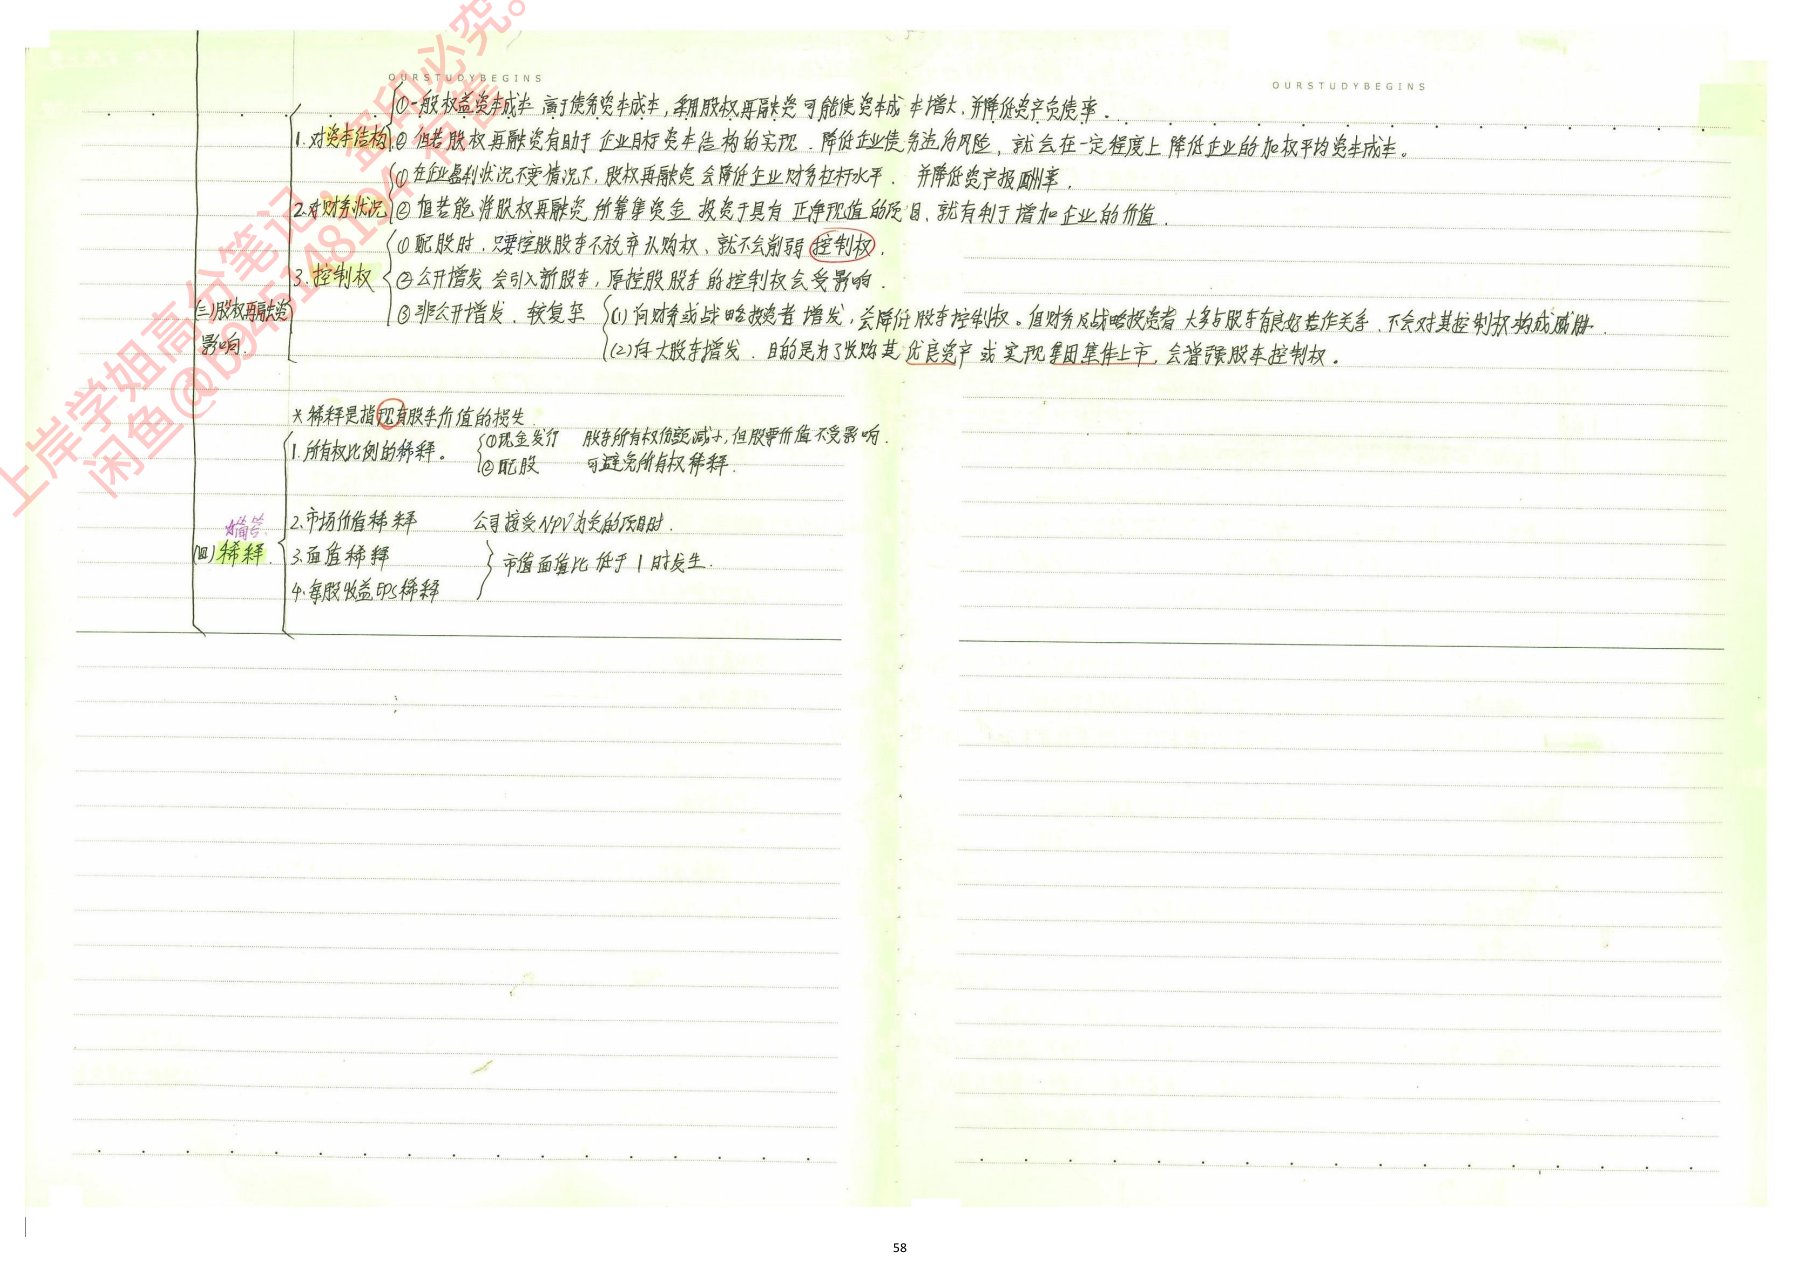 OURSTUDYBEGINS
OURSTUDYBEGINS
(三)股权再融资影响.
1.对资本结构
①一般权益资本成本高于债务资本成本,采用股权再融资可能使资本成本增大,并降低资产负债率.
②但若股权再融资有助于企业目标资本结构的实现.降低企业债务违约风险,就会在一定程度上降低企业的加权平均资本成本。
2.对财务状况
①在企业盈利状况不变情况下,股权再融资会降低企业财务杠杆水平.并降低资产报酬率.
②但若能将股权再融资所筹集资金投资于具有正净现值的项目、就有利于增加企业的价值.
3.控制权
①配股时.只要控股股东不放弃认购权、就不会削弱控制权.
②公开增发会引入新股东,原控股股东的控制权会受影响.
③非公开增发.较复杂
(1)向财务或战略投资者增发,会降低股东控制权。但财务及战略投资者大多与股东有良好合作关系.不会对其控制权构成威胁.
(2)向大股东增发.目的是为了收购其优良资产或实现集团集体上市.会增强股东控制权。
*稀释是指现有股东价值的损失.
(四)稀释.
1.所有权比例的稀释。
①现金发行 股东所有权份额减少,但股票价值不受影响.
②配股 可避免所有权稀释.
2.市场价值稀释 公司接受NPV为负的项目时.
3.面值稀释
4.每股收益EPS稀释
市值面值比低于1时发生.
上岸学姐高分笔记,盗印必究。
58